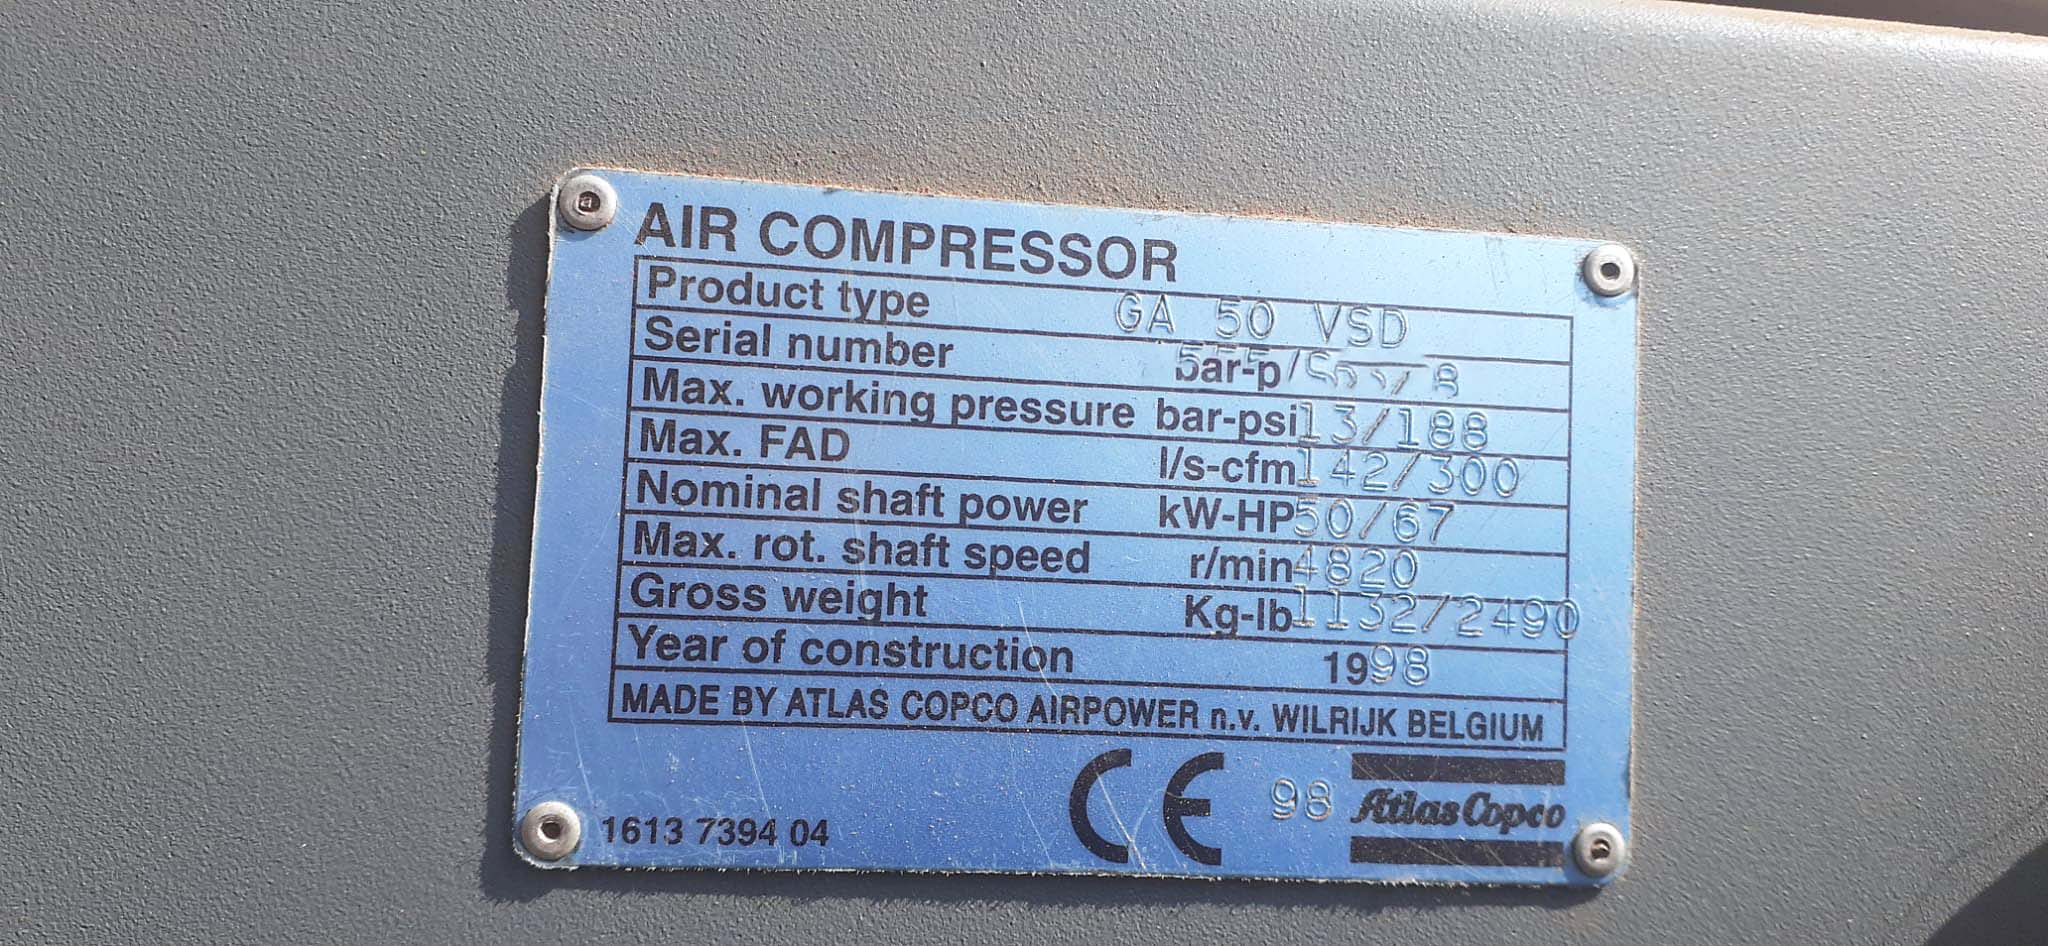 AIR COMPRESSOR
Product type GA 50 VSD
Serial number
Max. working pressure bar-psi 13/188
Max. FAD l/s-cfm 142/300
Nominal shaft power kW-HP 50/67
Max. rot. shaft speed r/min 4820
Gross weight Kg-lb 1132/2490
Year of construction 1998
MADE BY ATLAS COPCO AIRPOWER n.v. WILRIJK BELGIUM
CE 98 Atlas Copco
1613 7394 04